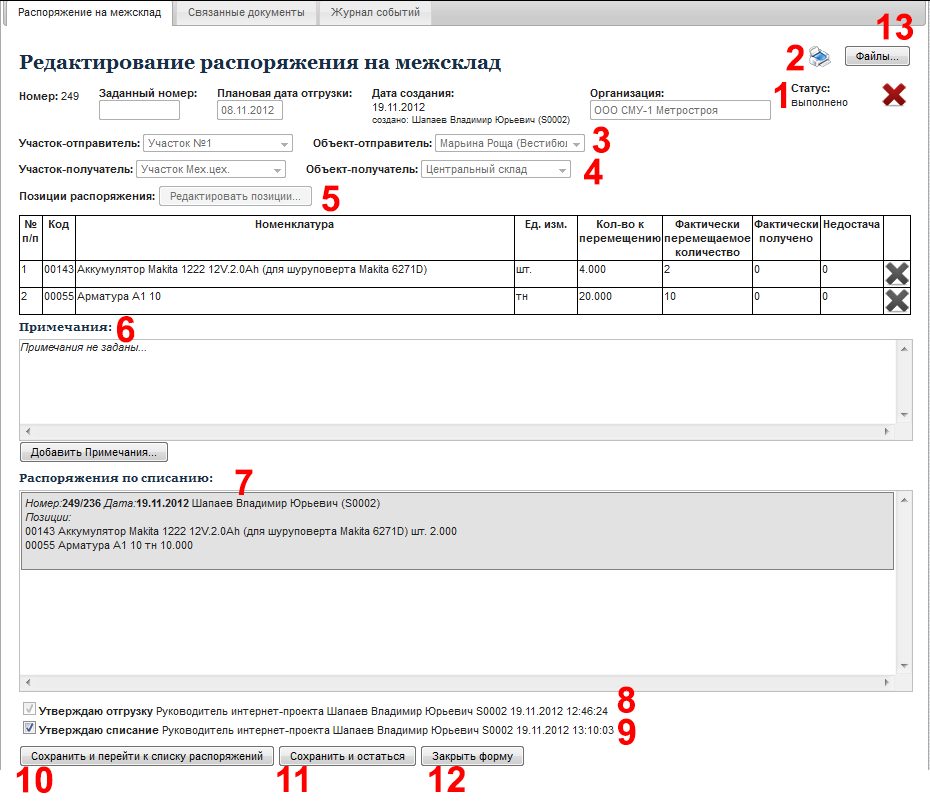 Распоряжение на межсклад Связанные документы Журнал событий
13
Редактирование распоряжения на межсклад 2 Файлы...
Номер: 249 Заданный номер: Плановая дата отгрузки: 08.11.2012 Дата создания: 19.11.2012 Организация: ООО СМУ-1 Метростроя 1 Статус: выполнено
создано: Шапаев Владимир Юрьевич (S0002)
Участок-отправитель: Участок №1 Объект-отправитель: Марьина Роща (Вестибюл 3
Участок-получатель: Участок Мех.цех. Объект-получатель: Центральный склад 4
Позиции распоряжения: Редактировать позиции... 5
№ п/п Код Номенклатура Ед. изм. Кол-во к перемещению Фактически перемещаемое количество Фактически получено Недостача
1 00143 Аккумулятор Makita 1222 12V.2.0Ah (для шуруповерта Makita 6271D) шт. 4.000 2 0 0
2 00055 Арматура А1 10 тн 20.000 10 0 0
Примечания: 6
Примечания не заданы...
Добавить Примечания...
Распоряжения по списанию: 7
Номер:249/236 Дата:19.11.2012 Шапаев Владимир Юрьевич (S0002)
Позиции:
00143 Аккумулятор Makita 1222 12V.2.0Ah (для шуруповерта Makita 6271D) шт. 2.000
00055 Арматура А1 10 тн 10.000
Утверждаю отгрузку Руководитель интернет-проекта Шапаев Владимир Юрьевич S0002 19.11.2012 12:46:24 8
Утверждаю списание Руководитель интернет-проекта Шапаев Владимир Юрьевич S0002 19.11.2012 13:10:03 9
Сохранить и перейти к списку распоряжений Сохранить и остаться Закрыть форму
10 11 12